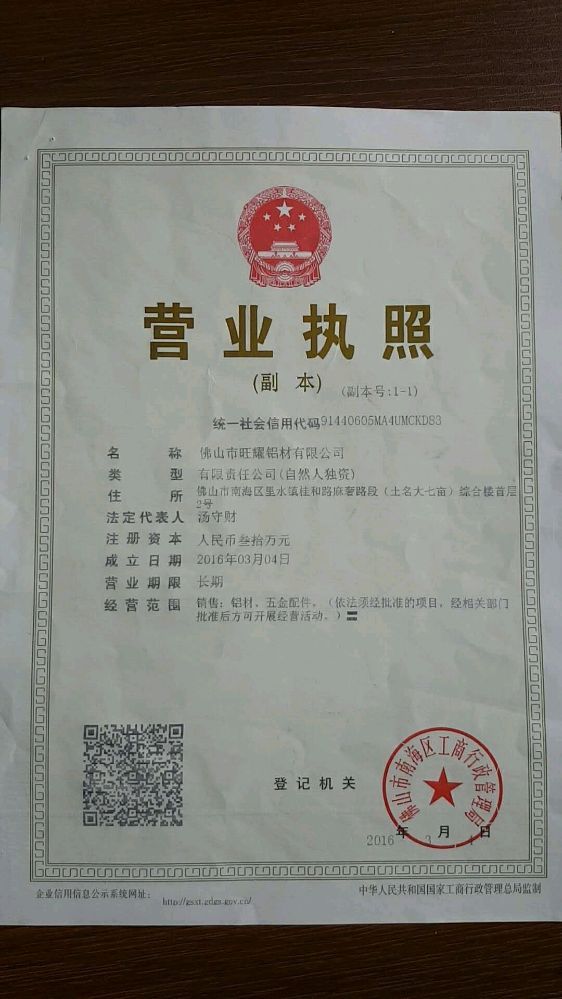 营业执照
(副 本)
(副本号:1-1)
统一社会信用代码91440605MA4UMCKD83
名 称 佛山市旺耀铝材有限公司
类 型 有限责任公司(自然人独资)
住 所 佛山市南海区里水镇桂和路麻奢路段（土名大七亩）综合楼首层
2号
法定代表人 汤守财
注册资本 人民币叁拾万元
成立日期 2016年03月04日
营业期限 长期
经营范围 销售：铝材，五金配件。（依法须经批准的项目，经相关部门
批准后方可开展经营活动。）〓
登记机关
佛山市南海区工商行政管理局
2016 年 3 月 4 日
企业信用信息公示系统网址：
http://gsxt.gdgs.gov.cn/
中华人民共和国国家工商行政管理总局监制